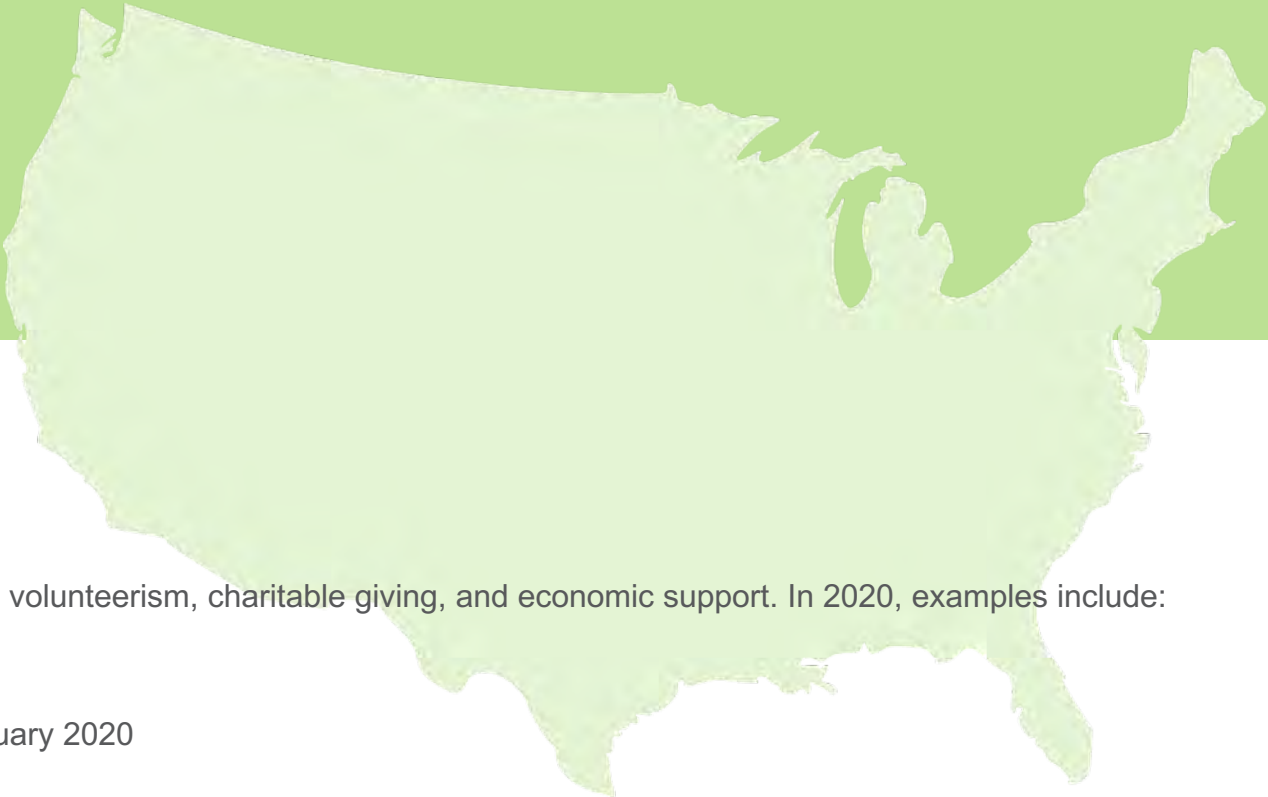 volunteerism, charitable giving, and economic support. In 2020, examples include:
uary 2020